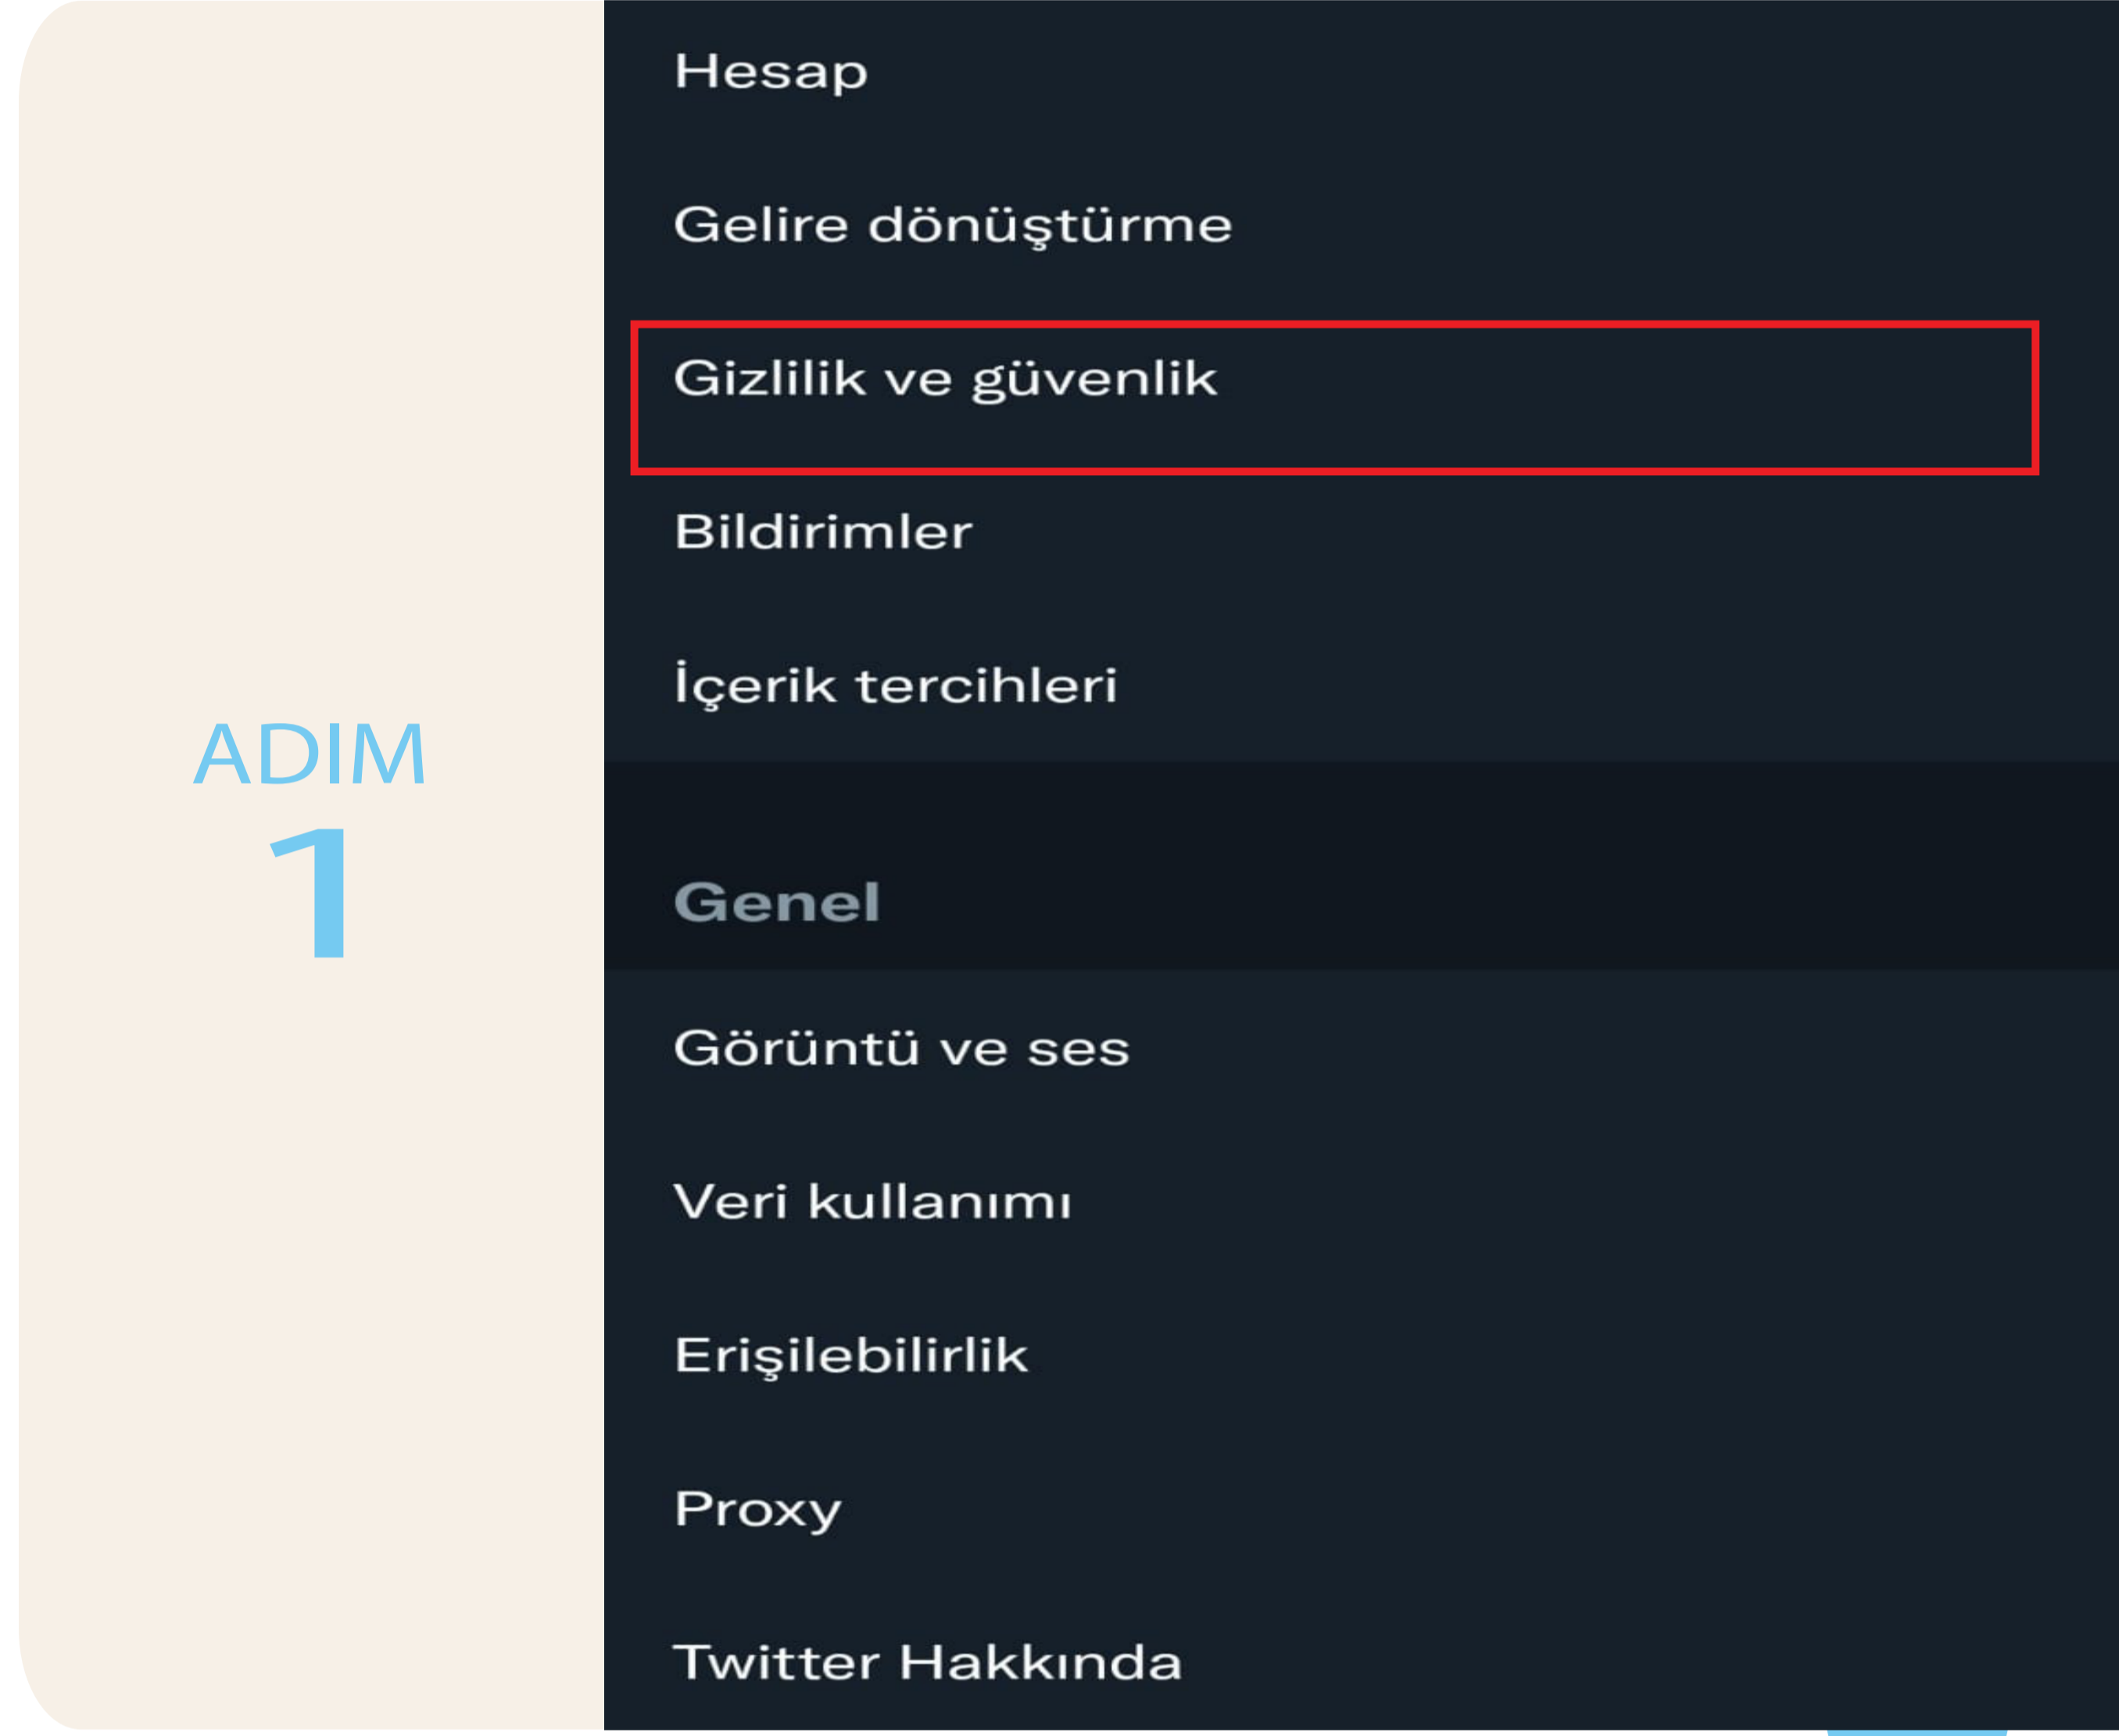 ADIM
1
Hesap
Gelire dönüştürme
Gizlilik ve güvenlik
Bildirimler
İçerik tercihleri
Genel
Görüntü ve ses
Veri kullanımı
Erişilebilirlik
Proxy
Twitter Hakkında